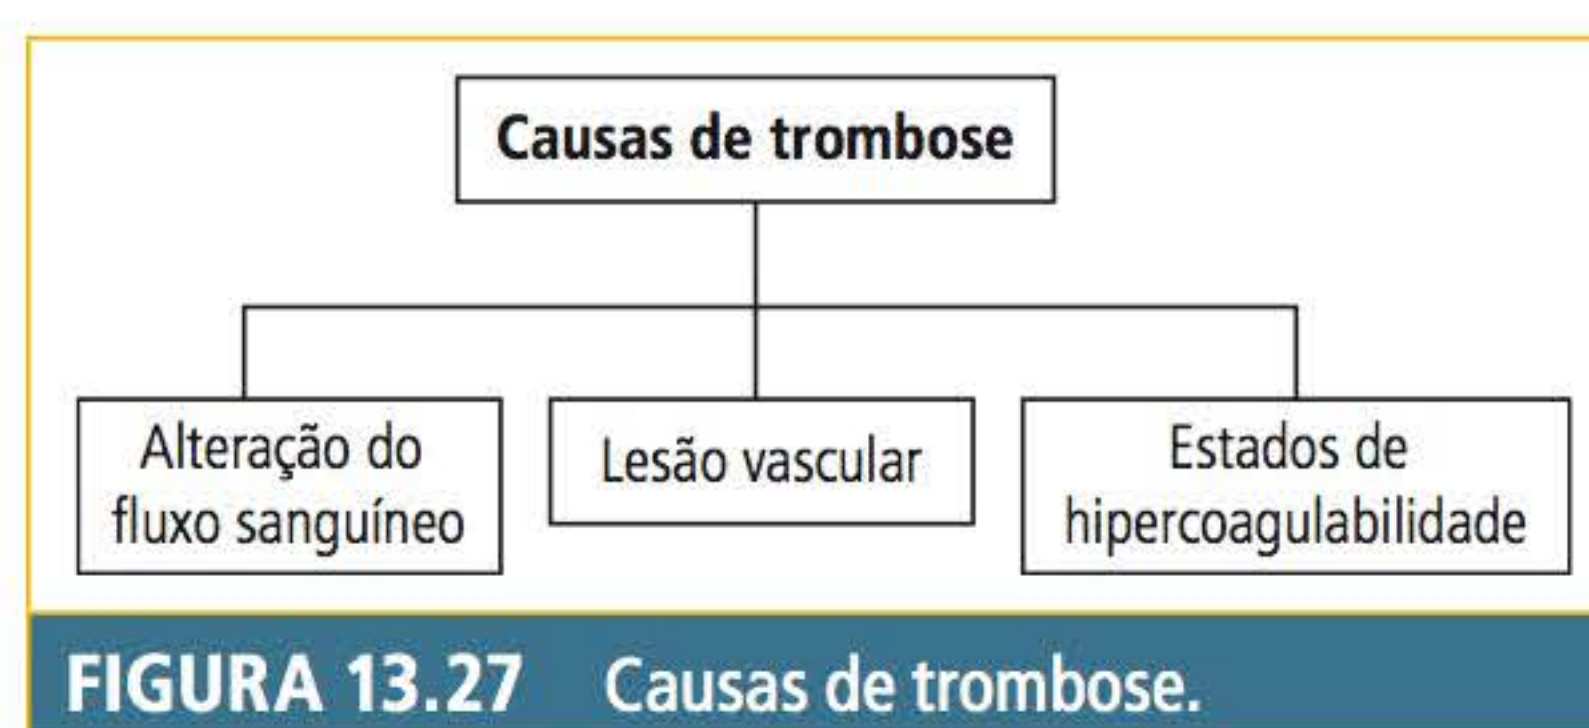 Causas de trombose
Alteração do
fluxo sanguíneo
Lesão vascular
Estados de
hipercoagulabilidade
FIGURA 13.27 Causas de trombose.